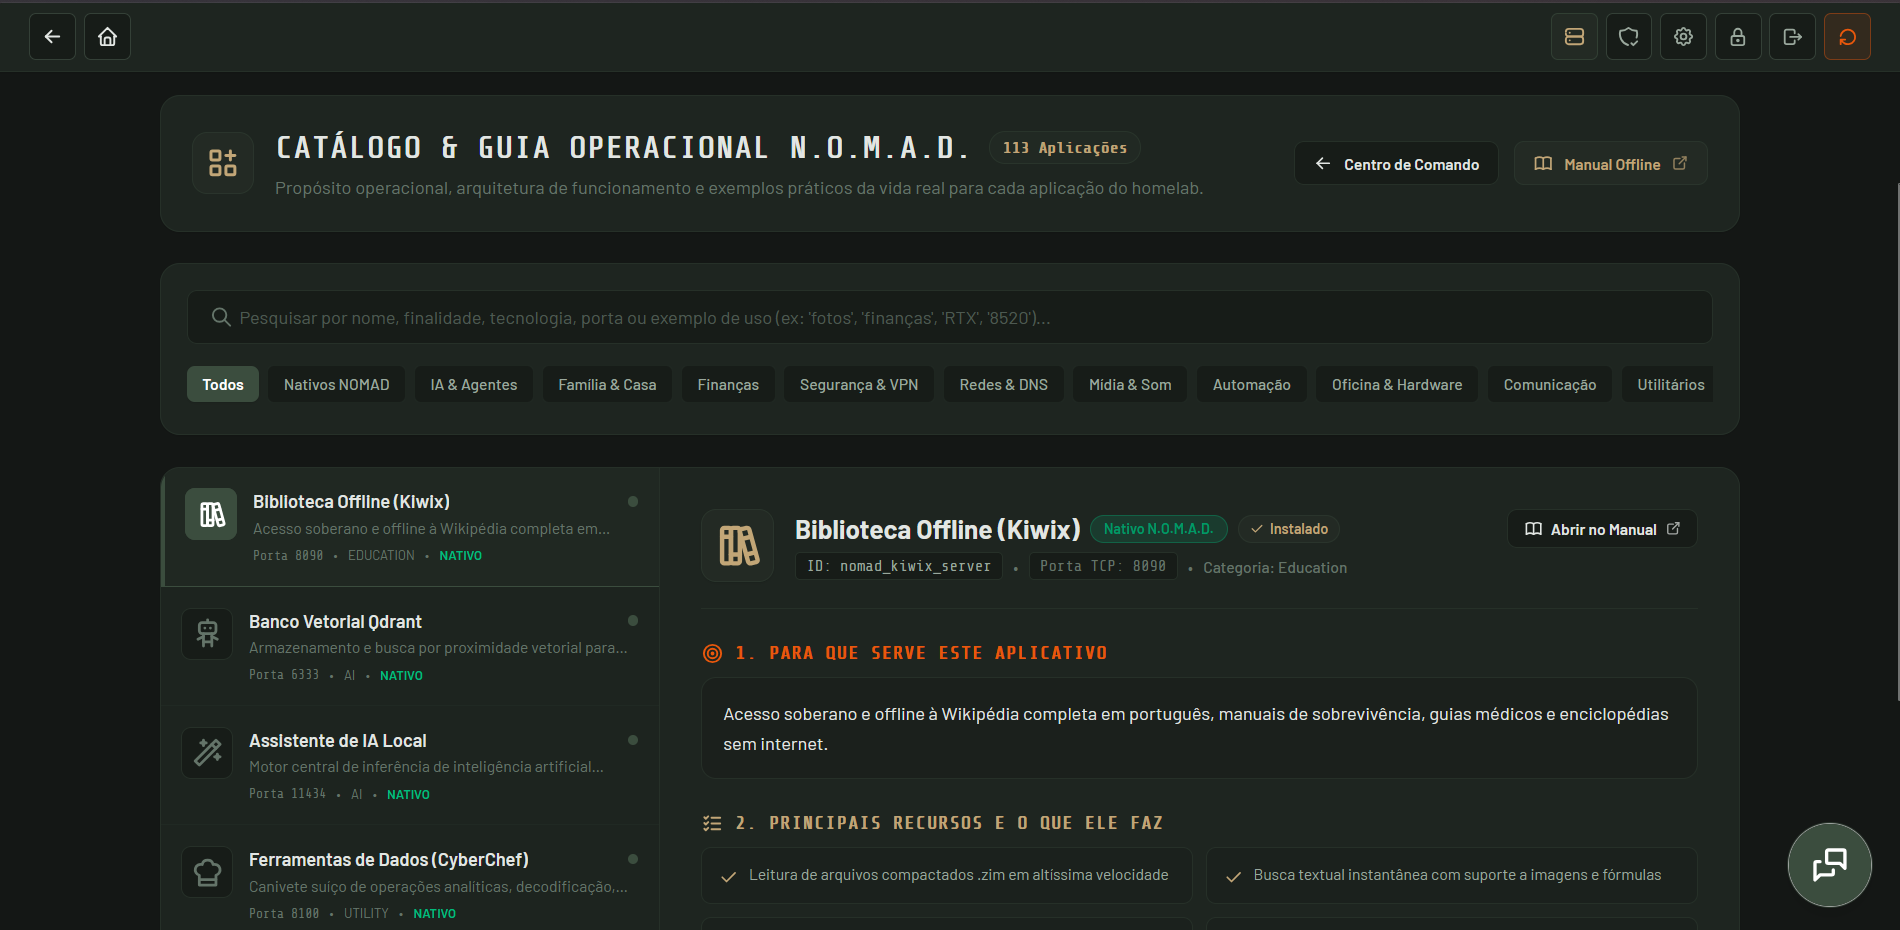 CATÁLOGO & GUIA OPERACIONAL N.O.M.A.D.
113 Aplicações
Propósito operacional, arquitetura de funcionamento e exemplos práticos da vida real para cada aplicação do homelab.
Centro de Comando
Manual Offline
Pesquisar por nome, finalidade, tecnologia, porta ou exemplo de uso (ex: 'fotos', 'finanças', 'RTX', '8520')...
Todos
Nativos NOMAD
IA & Agentes
Família & Casa
Finanças
Segurança & VPN
Redes & DNS
Mídia & Som
Automação
Oficina & Hardware
Comunicação
Utilitários
Biblioteca Offline (Kiwix)
Acesso soberano e offline à Wikipédia completa em...
Porta 8090 • EDUCATION • NATIVO
Banco Vetorial Qdrant
Armazenamento e busca por proximidade vetorial para...
Porta 6333 • AI • NATIVO
Assistente de IA Local
Motor central de inferência de inteligência artificial...
Porta 11434 • AI • NATIVO
Ferramentas de Dados (CyberChef)
Canivete suíço de operações analíticas, decodificação,...
Porta 8100 • UTILITY • NATIVO
Biblioteca Offline (Kiwix)
Nativo N.O.M.A.D.
Instalado
Abrir no Manual
ID: nomad_kiwix_server • Porta TCP: 8090 • Categoria: Education
1. PARA QUE SERVE ESTE APLICATIVO
Acesso soberano e offline à Wikipédia completa em português, manuais de sobrevivência, guias médicos e enciclopédias
sem internet.
2. PRINCIPAIS RECURSOS E O QUE ELE FAZ
Leitura de arquivos compactados .zim em altíssima velocidade
Busca textual instantânea com suporte a imagens e fórmulas